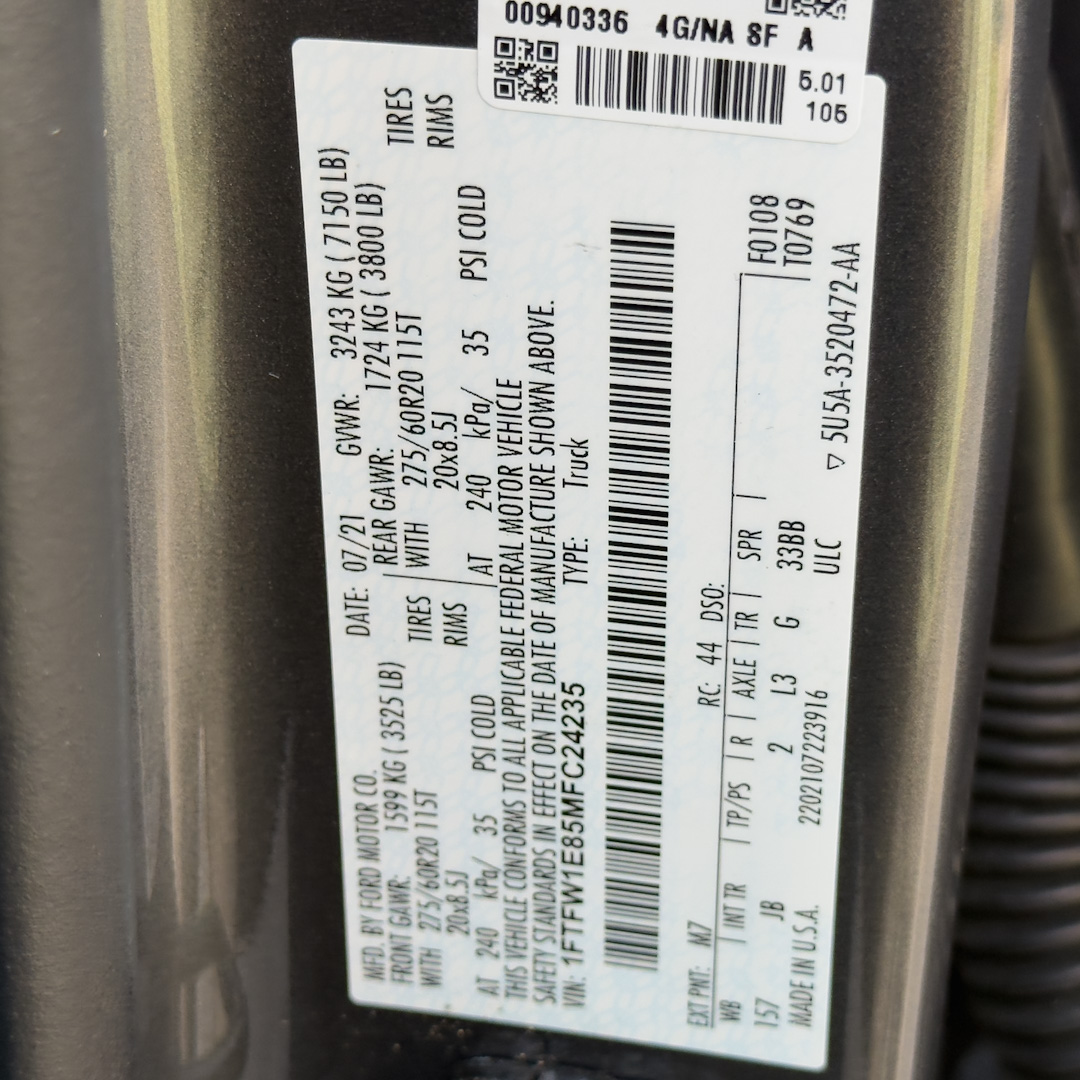 00940336 4G/NA SF A
5.01
105
MFD. BY FORD MOTOR CO.
DATE: 07/21 GVWR: 3243 KG ( 7150 LB)
FRONT GAWR: 1599 KG ( 3525 LB)
REAR GAWR: 1724 KG ( 3800 LB)
WITH 275/60R20 115T TIRES
WITH 275/60R20 115T TIRES
20x8.5J RIMS
20x8.5J RIMS
AT 240 kPa/ 35 PSI COLD
AT 240 kPa/ 35 PSI COLD
THIS VEHICLE CONFORMS TO ALL APPLICABLE FEDERAL MOTOR VEHICLE
SAFETY STANDARDS IN EFFECT ON THE DATE OF MANUFACTURE SHOWN ABOVE.
VIN: 1FTFW1E85MFC24235 TYPE: Truck
EXT PNT: M7 RC: 44 DSO:
WB INT TR TP/PS R AXLE TR SPR F0108
157 JB 2 L3 G 33BB T0769
MADE IN U.S.A. 220210722391​6 ULC ▽ 5U5A-3520472-AA